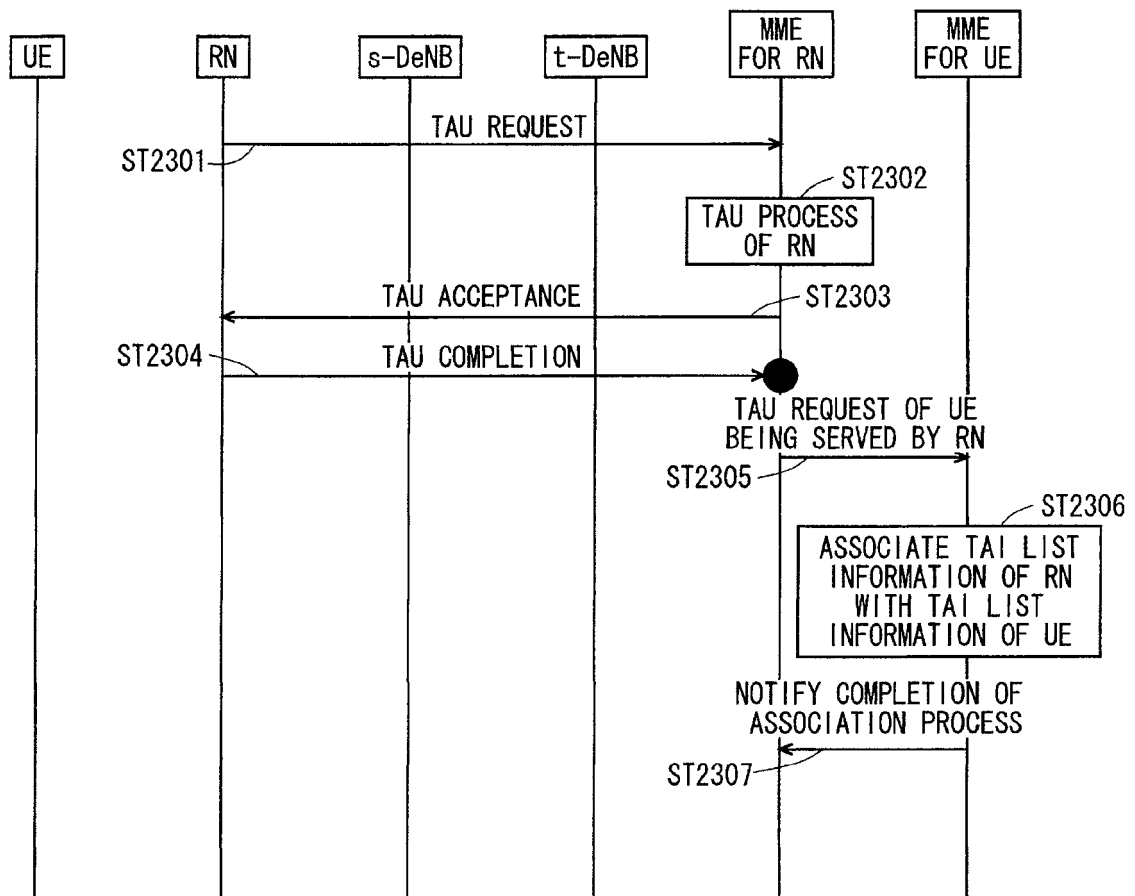 UE
RN
s-DeNB
t-DeNB
MME
FOR RN
MME
FOR UE
TAU REQUEST
ST2301
ST2302
TAU PROCESS
OF RN
TAU ACCEPTANCE
ST2303
ST2304
TAU COMPLETION
TAU REQUEST OF UE
BEING SERVED BY RN
ST2305
ST2306
ASSOCIATE TAI LIST
INFORMATION OF RN
WITH TAI LIST
INFORMATION OF UE
NOTIFY COMPLETION OF
ASSOCIATION PROCESS
ST2307